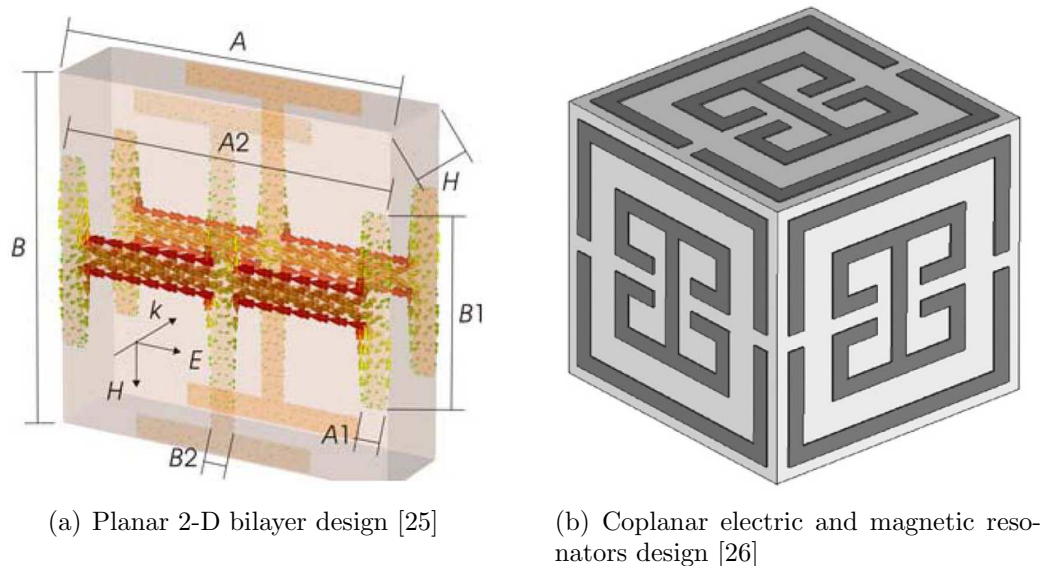 A
A2
H
B
B1
k
E
H
A1
B2
(a) Planar 2-D bilayer design [25]
(b) Coplanar electric and magnetic reso-
nators design [26]